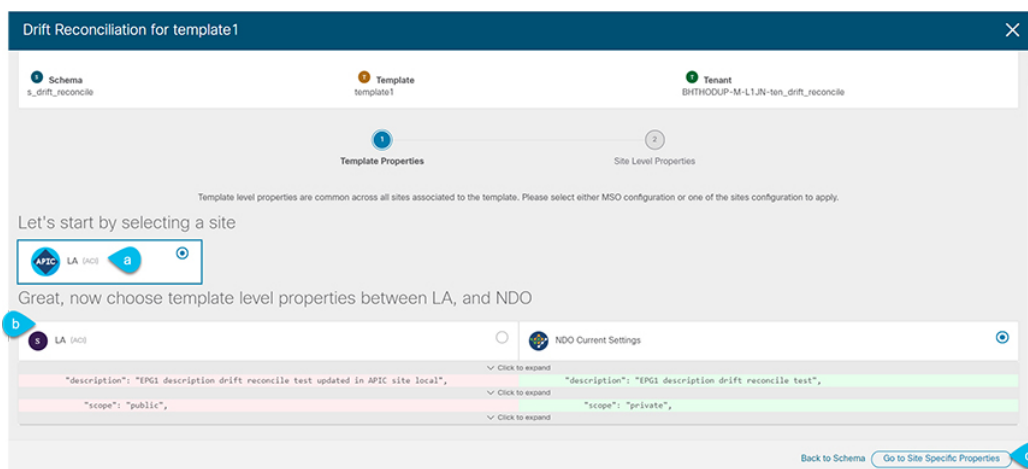 Drift Reconciliation for template1
S Schema
s_drift_reconcile
T Template
template1
T Tenant
BHTHODUP-M-L1JN-ten_drift_reconcile
1
Template Properties
2
Site Level Properties
Template level properties are common across all sites associated to the template. Please select either MSO configuration or one of the sites configuration to apply.
Let's start by selecting a site
APIC LA (ACI) a
Great, now choose template level properties between LA, and NDO
b
S LA (ACI)
NDO Current Settings
Click to expand
"description": "EPG1 description drift reconcile test updated in APIC site local",
"description": "EPG1 description drift reconcile test",
Click to expand
"scope": "public",
"scope": "private",
Click to expand
Back to Schema
Go to Site Specific Properties